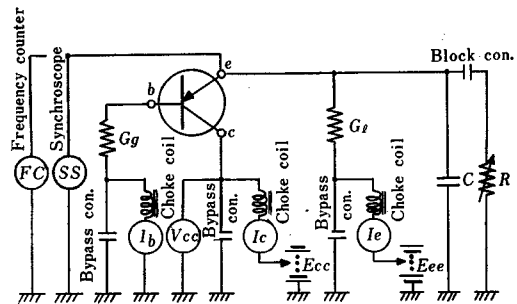 Frequency counter
Synchroscope
FC
SS
e
b
c
Gg
Bypass con.
Choke coil
Ib
Vcc
Bypass con.
Choke coil
Ic
Ecc
Gℓ
Bypass con.
Choke coil
Ie
Eee
Block con.
C
R